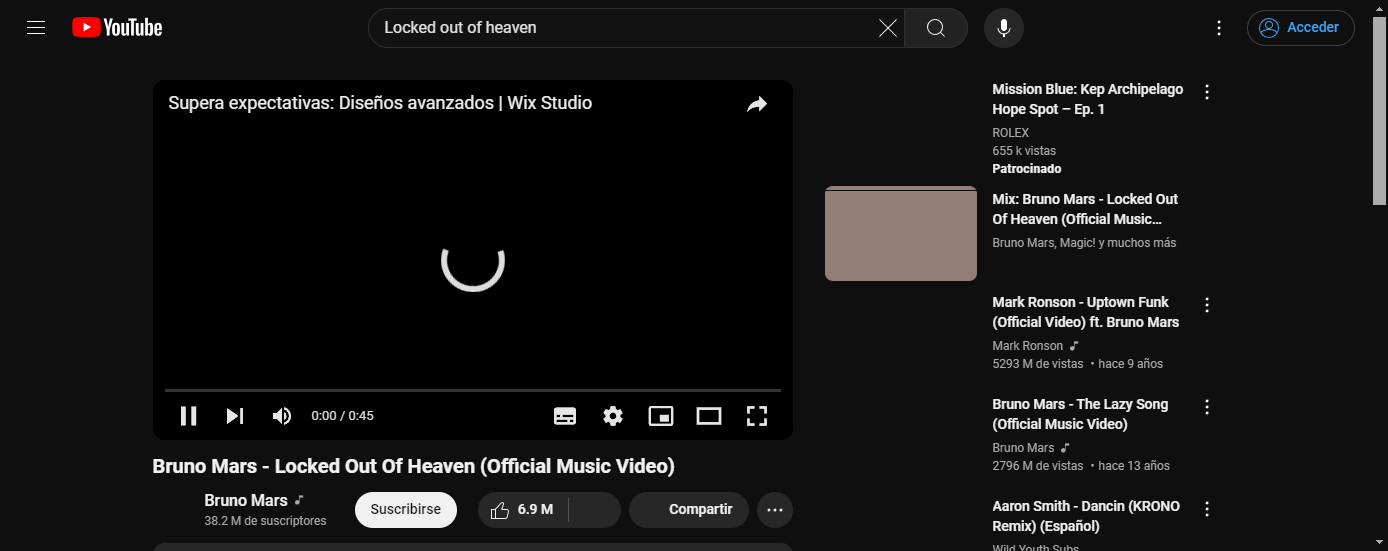 YouTube
Locked out of heaven
Acceder
Supera expectativas: Diseños avanzados | Wix Studio
0:00 / 0:45
Bruno Mars - Locked Out Of Heaven (Official Music Video)
Bruno Mars
38.2 M de suscriptores
Suscribirse
6.9 M
Compartir
Mission Blue: Kep Archipelago
Hope Spot – Ep. 1
ROLEX
655 k vistas
Patrocinado
Mix: Bruno Mars - Locked Out
Of Heaven (Official Music...
Bruno Mars, Magic! y muchos más
Mark Ronson - Uptown Funk
(Official Video) ft. Bruno Mars
Mark Ronson
5293 M de vistas • hace 9 años
Bruno Mars - The Lazy Song
(Official Music Video)
Bruno Mars
2796 M de vistas • hace 13 años
Aaron Smith - Dancin (KRONO
Remix) (Español)
Wild Youth Subs